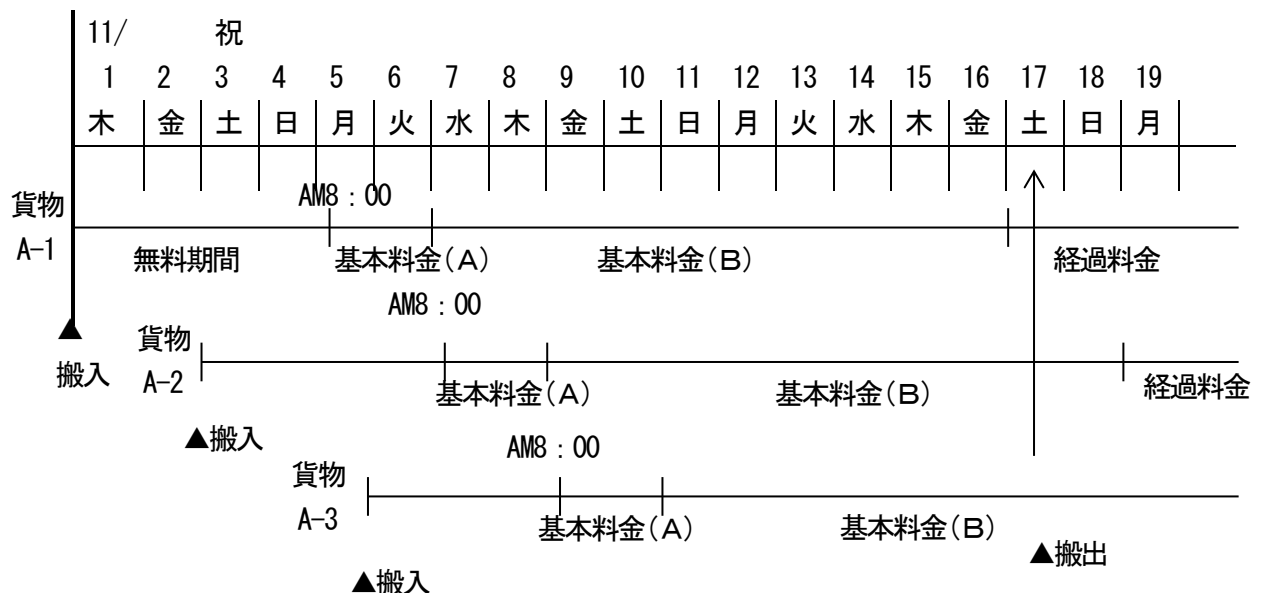 11/ 祝
1 2 3 4 5 6 7 8 9 10 11 12 13 14 15 16 17 18 19
木 金 土 日 月 火 水 木 金 土 日 月 火 水 木 金 土 日 月
AM8：00
貨物
A-1
無料期間 基本料金(A) 基本料金(B) 経過料金
AM8：00
▲
搬入
貨物
A-2
基本料金(A) 基本料金(B) 経過料金
▲搬入
AM8：00
貨物
A-3
基本料金(A) 基本料金(B)
▲搬出
▲搬入